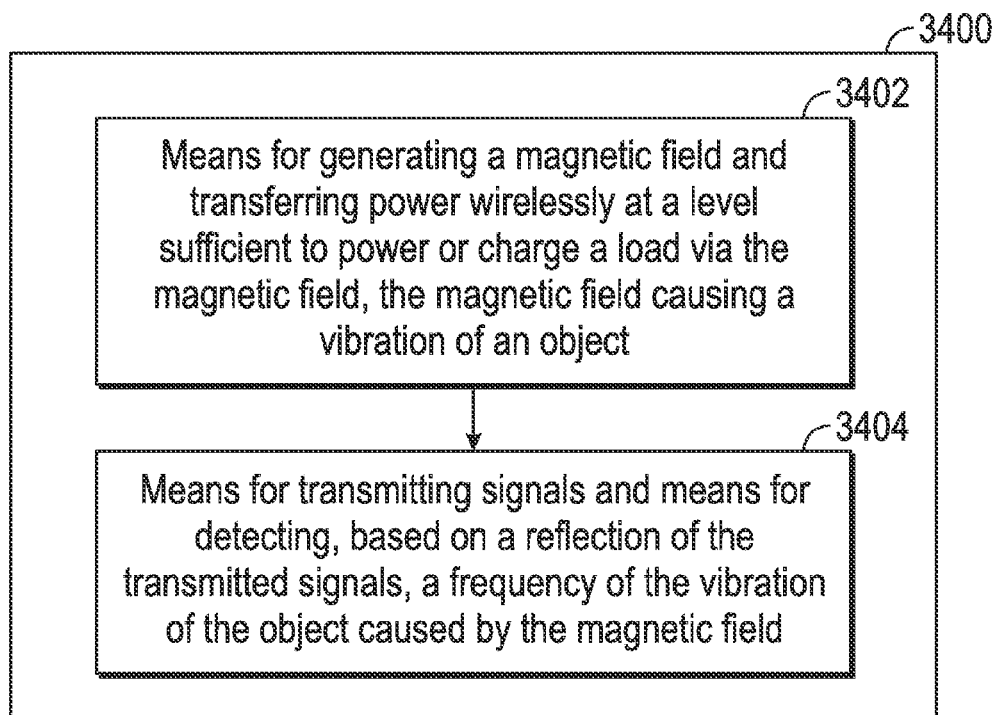 3400
3402
Means for generating a magnetic field and
transferring power wirelessly at a level
sufficient to power or charge a load via the
magnetic field, the magnetic field causing a
vibration of an object
3404
Means for transmitting signals and means for
detecting, based on a reflection of the
transmitted signals, a frequency of the vibration
of the object caused by the magnetic field